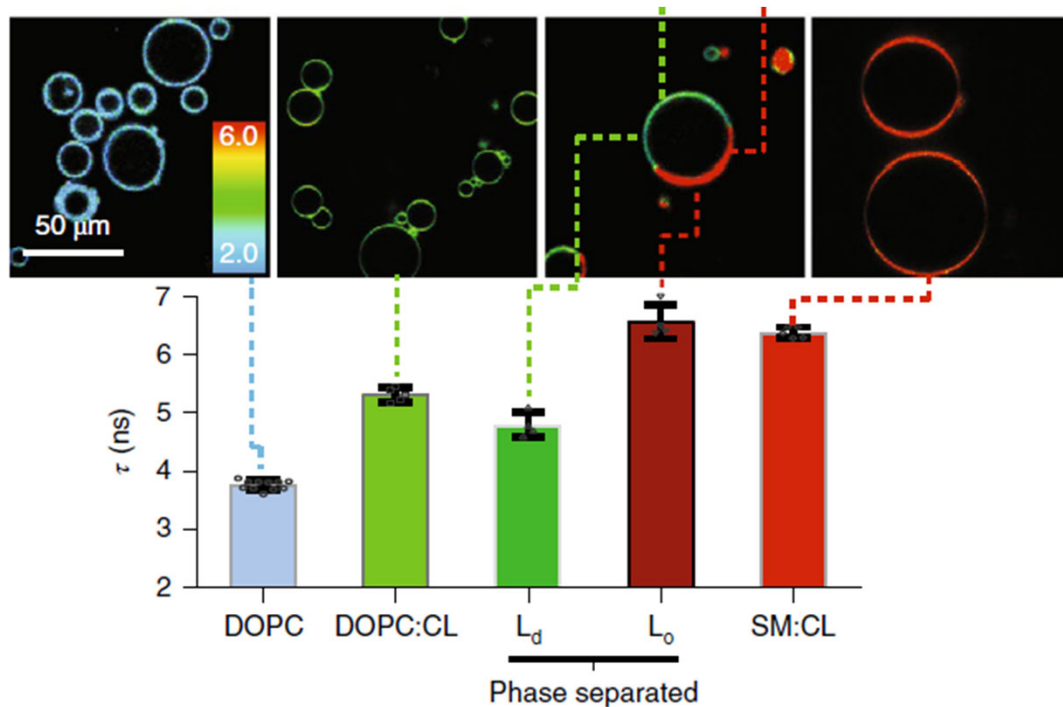 6.0
50 µm
2.0
7
6
5
4
3
2
τ (ns)
DOPC
DOPC:CL
Ld
Lo
SM:CL
Phase separated